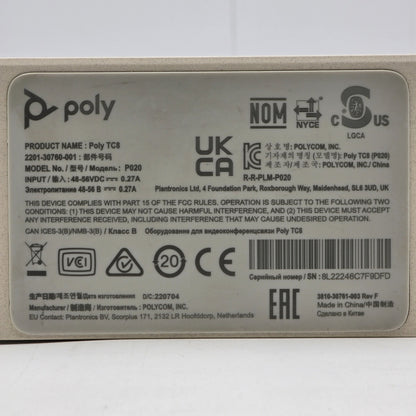 poly
NOM
NYCE
C US
LGCA
PRODUCT NAME: Poly TC8
2201-30760-001 : 部件号码
MODEL No. / 型号 / Модель: P020
INPUT / 输入 : 48-56VDC ⎓ 0.27A
Электропитание 48-56 В ⎓ 0.27A
UK
CA
상 호 명: POLYCOM, INC.
기자재의 명칭 (모델명): Poly TC8 (P020)
제 조 자 / 제 조 국 : POLYCOM, INC./ China
R-R-PLM-P020
Plantronics Ltd, 4 Foundation Park, Roxborough Way, Maidenhead, SL6 3UD, UK
THIS DEVICE COMPLIES WITH PART 15 OF THE FCC RULES. OPERATION IS SUBJECT TO THE FOLLOWING TWO CONDITIONS:
(1) THIS DEVICE MAY NOT CAUSE HARMFUL INTERFERENCE, AND (2) THIS DEVICE MUST ACCEPT
ANY INTERFERENCE RECEIVED, INCLUDING INTERFERENCE THAT MAY CAUSE UNDESIRED OPERATION.
CAN ICES-3(B)/NMB-3(B) / Класс B Оборудование для видеоконференцсвязи Poly TC8
VCI
20
CE
Серийный номер / SN : 8L22246C7F9DFD
生产日期/제조연월/Дата изготовления D/C: 220704
Manufacturer / 制造商 / Изготовитель: POLYCOM, INC.
EU Contact: Plantronics BV, Scorpius 171, 2132 LR Hoofddorp, Netherlands
EAC
3816-30761-003 Rev F
Made in China/中国制造
Сделано в Китае